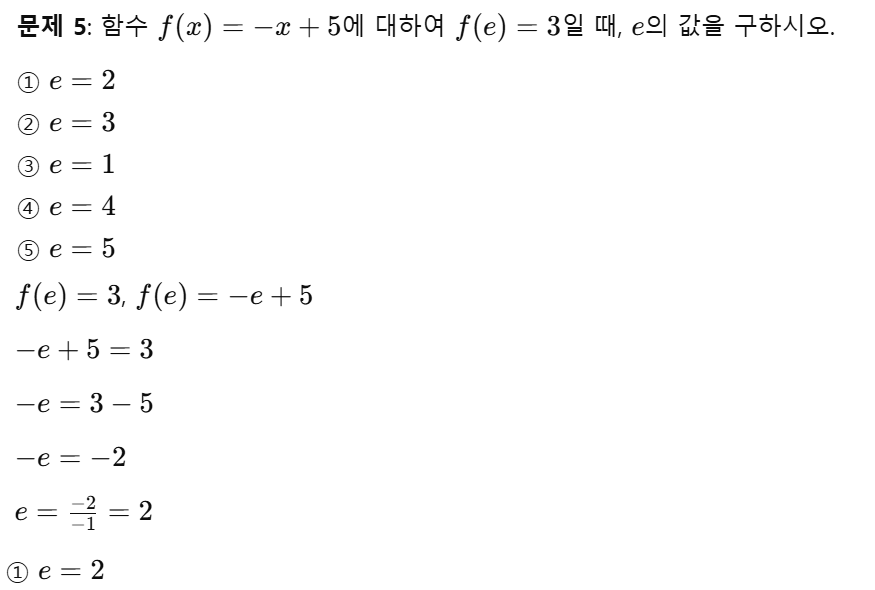 문제 5: 함수 f(x) = −x + 5에 대하여 f(e) = 3일 때, e의 값을 구하시오.
① e = 2
② e = 3
③ e = 1
④ e = 4
⑤ e = 5
f(e) = 3, f(e) = −e + 5
−e + 5 = 3
−e = 3 − 5
−e = −2
e = \frac{−2}{−1} = 2
① e = 2